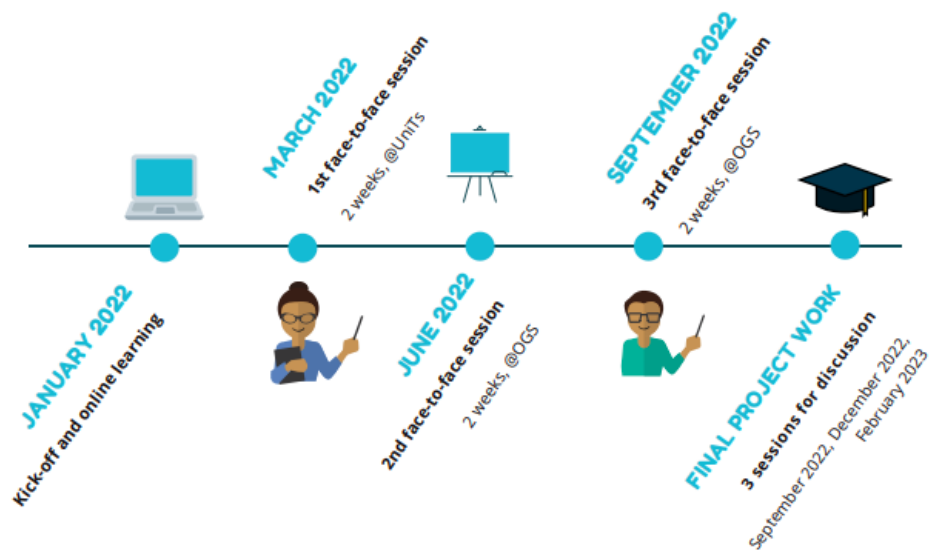 JANUARY 2022
Kick-off and online learning
MARCH 2022
1st face-to-face session
2 weeks, @UniTs
JUNE 2022
2nd face-to-face session
2 weeks, @OGS
SEPTEMBER 2022
3rd face-to-face session
2 weeks, @OGS
FINAL PROJECT WORK
3 sessions for discussion
September 2022, December 2022,
February 2023